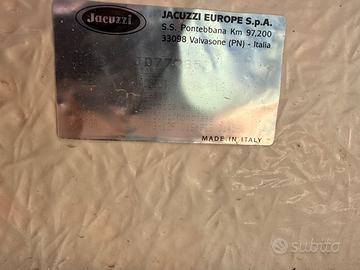 Jacuzzi
JACUZZI EUROPE S.p.A.
S.S. Pontebbana Km 97,200
33098 Valvasone (PN) - Italia
MADE IN ITALY
subito